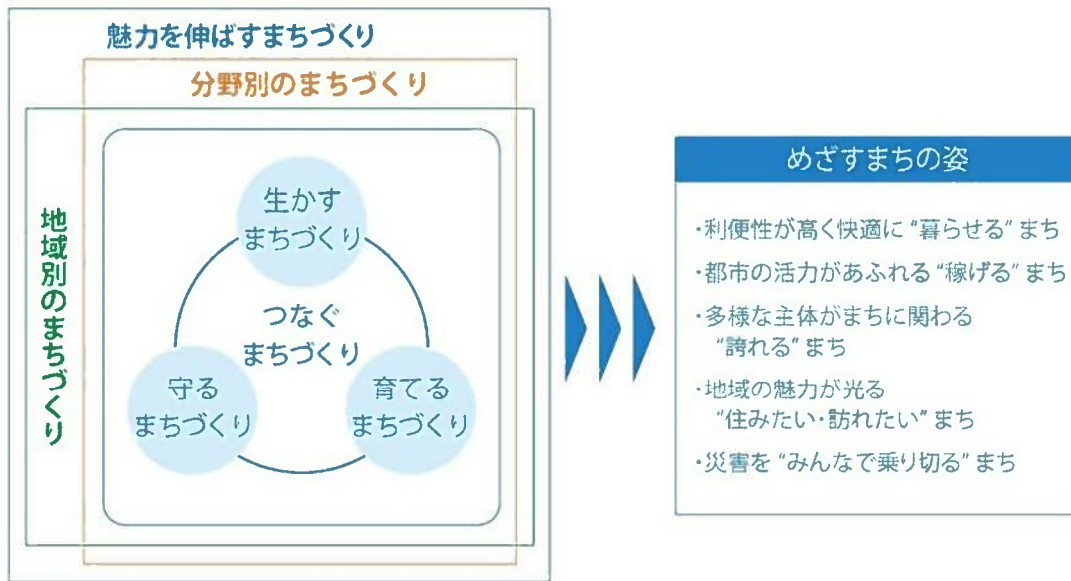 魅力を伸ばすまちづくり
分野別のまちづくり
地域別のまちづくり
生かす
まちづくり
つなぐ
まちづくり
守る
まちづくり
育てる
まちづくり
めざすまちの姿
・利便性が高く快適に “暮らせる” まち
・都市の活力があふれる “稼げる” まち
・多様な主体がまちに関わる
“誇れる” まち
・地域の魅力が光る
“住みたい・訪れたい” まち
・災害を “みんなで乗り切る” まち